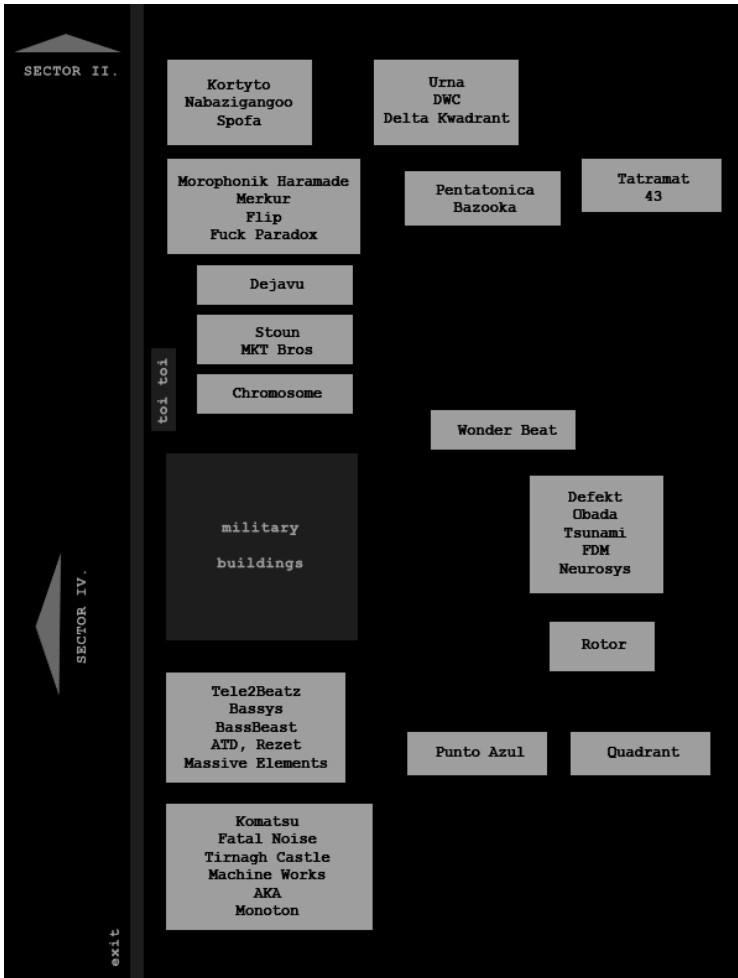 SECTOR II.
Kortyto
Nabazigangoo
Spofa
Urna
DWC
Delta Kwadrant
Morophonik Haramade
Merkur
Flip
Fuck Paradox
Pentatonica
Bazooka
Tatramat
43
Dejavu
Stoun
MKT Bros
toi toi
Chromosome
Wonder Beat
military
buildings
Defekt
Obada
Tsunami
FDM
Neurosys
SECTOR IV.
Rotor
Tele2Beatz
Bassys
BassBeast
ATD, Rezet
Massive Elements
Punto Azul
Quadrant
Komatsu
Fatal Noise
Tirnagh Castle
Machine Works
AKA
Monoton
exit